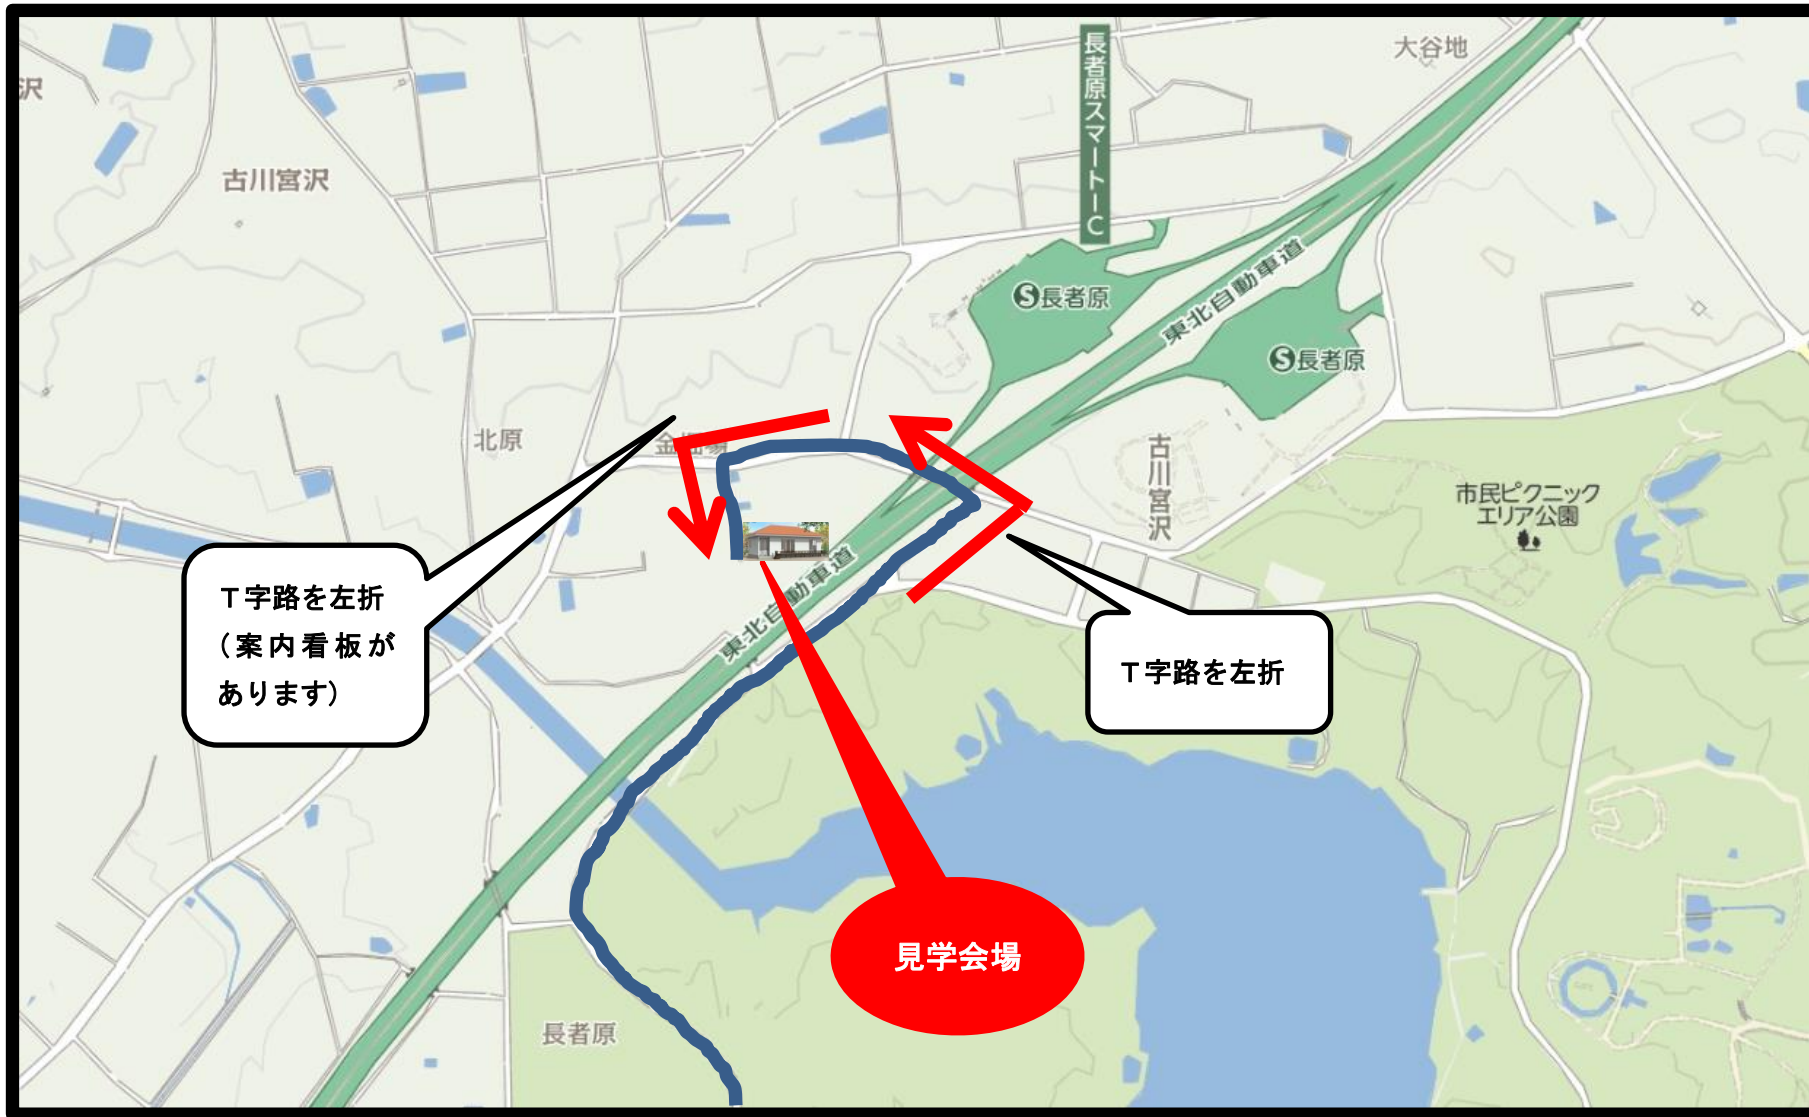 長者原スマートIC
大谷地
沢
古川宮沢
S長者原
東北自動車道
S長者原
北原
金堀場
古川宮沢
市民ピクニック
エリア公園
T字路を左折
(案内看板が
あります)
東北自動車道
T字路を左折
見学会場
長者原